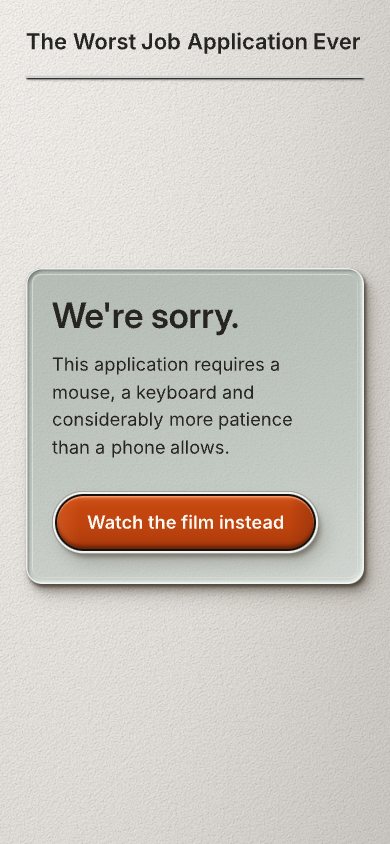 The Worst Job Application Ever
We're sorry.
This application requires a
mouse, a keyboard and
considerably more patience
than a phone allows.
Watch the film instead